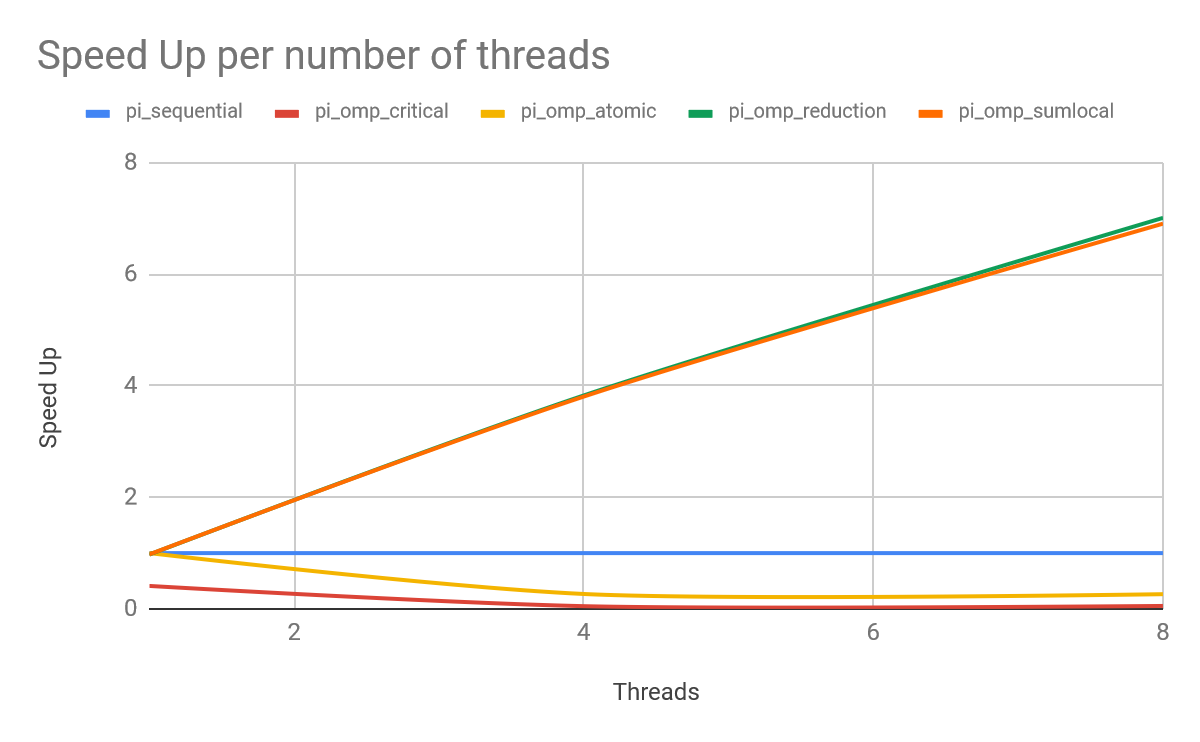 Speed Up per number of threads
pi_sequential pi_omp_critical pi_omp_atomic pi_omp_reduction pi_omp_sumlocal
8
6
4
2
0
Speed Up
2 4 6 8
Threads